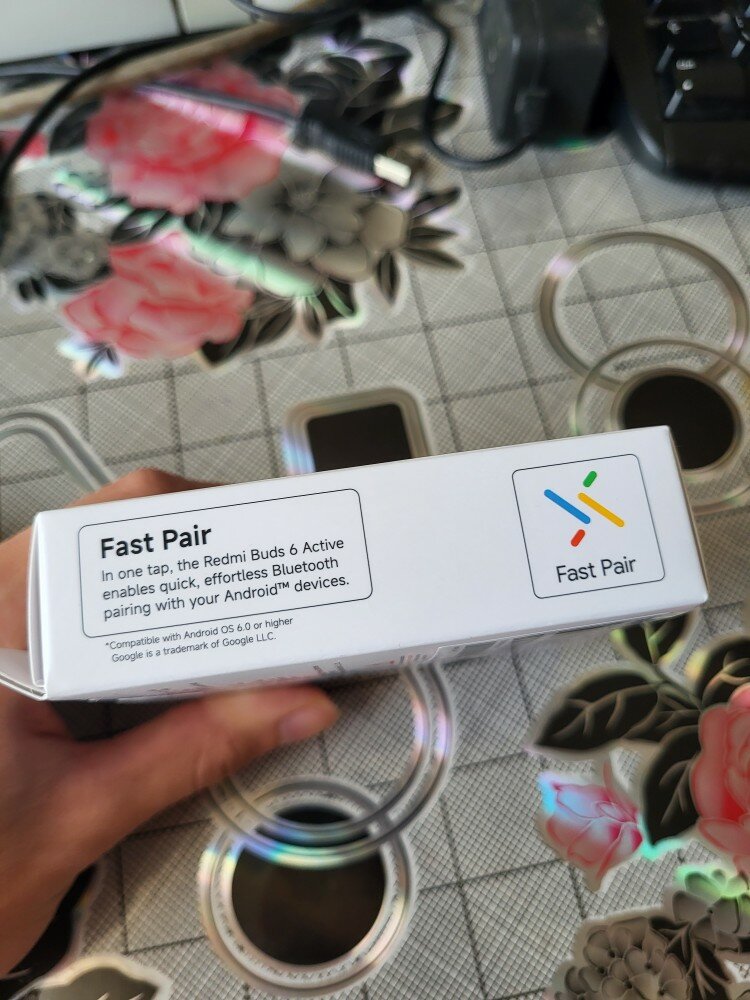 Fast Pair
In one tap, the Redmi Buds 6 Active
enables quick, effortless Bluetooth
pairing with your Android™ devices.
*Compatible with Android OS 6.0 or higher
Google is a trademark of Google LLC.
Fast Pair